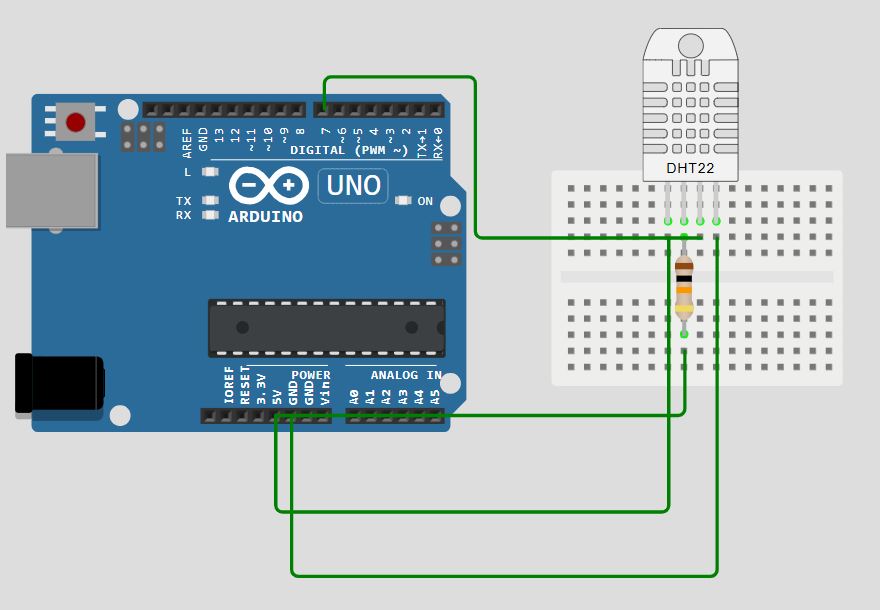 DHT22
AREF
GND
13
12
~11
~10
~9
8
7
~6
~5
4
~3
2
TX→1
RX←0
DIGITAL (PWM ~)
L
TX
RX
UNO
ON
ARDUINO
IOREF
RESET
3.3V
5V
GND
GND
Vin
POWER
ANALOG IN
A0
A1
A2
A3
A4
A5